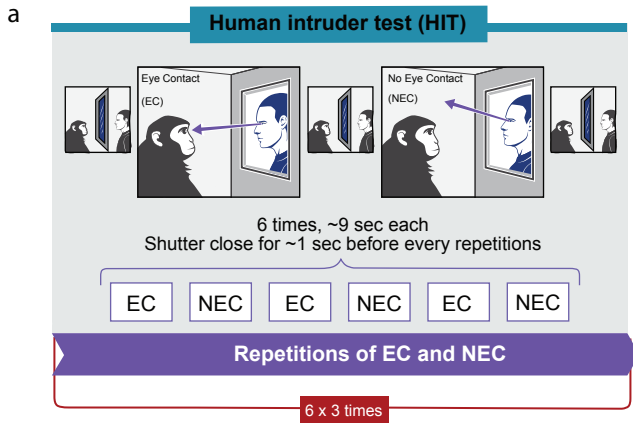 a
Human intruder test (HIT)
Eye Contact
(EC)
No Eye Contact
(NEC)
6 times, ~9 sec each
Shutter close for ~1 sec before every repetitions
EC NEC EC NEC EC NEC
Repetitions of EC and NEC
6 x 3 times